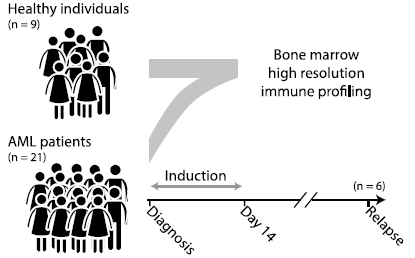 Healthy individuals
(n = 9)
Bone marrow
high resolution
immune profiling
AML patients
(n = 21)
Induction
(n = 6)
Diagnosis
Day 14
Relapse